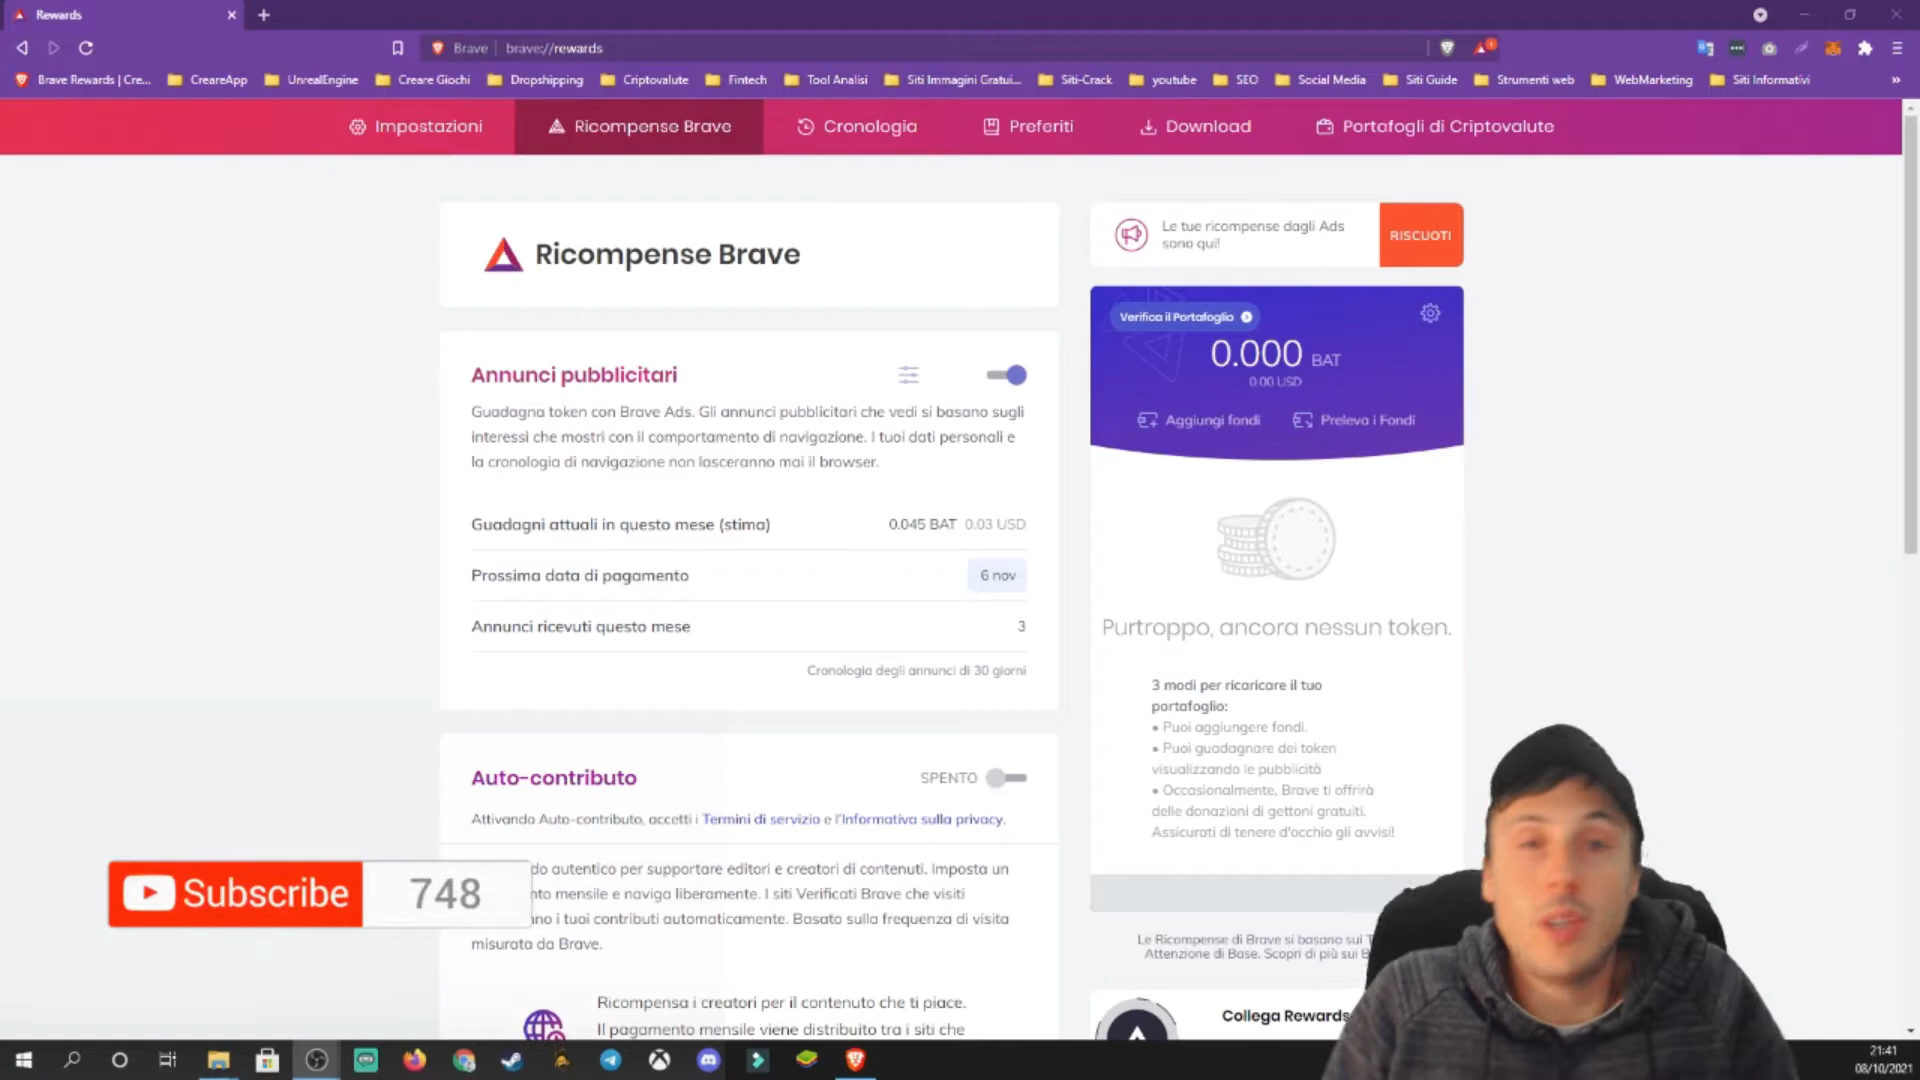 Rewards
Brave
brave://rewards
Brave Rewards | Cre...
CreareApp
UnrealEngine
Creare Giochi
Dropshipping
Criptovalute
Fintech
Tool Analisi
Siti Immagini Gratui...
Siti-Crack
youtube
SEO
Social Media
Siti Guide
Strumenti web
WebMarketing
Siti Informativi
»
Impostazioni
Ricompense Brave
Cronologia
Preferiti
Download
Portafogli di Criptovalute
Ricompense Brave
Annunci pubblicitari
Guadagna token con Brave Ads. Gli annunci pubblicitari che vedi si basano sugli
interessi che mostri con il comportamento di navigazione. I tuoi dati personali e
la cronologia di navigazione non lasceranno mai il browser.
Guadagni attuali in questo mese (stima)
0.045 BAT 0.03 USD
Prossima data di pagamento
6 nov
Annunci ricevuti questo mese
3
Cronologia degli annunci di 30 giorni
Auto-contributo
SPENTO
Attivando Auto-contributo, accetti i Termini di servizio e l'Informativa sulla privacy.
do autentico per supportare editori e creatori di contenuti. Imposta un
nto mensile e naviga liberamente. I siti Verificati Brave che visiti
no i tuoi contributi automaticamente. Basato sulla frequenza di visita
misurata da Brave.
Ricompensa i creatori per il contenuto che ti piace.
Il pagamento mensile viene distribuito tra i siti che
Le tue ricompense dagli Ads
sono qui!
RISCUOTI
Verifica il Portafoglio
0.000 BAT
0.00 USD
Aggiungi fondi
Preleva i Fondi
Purtroppo, ancora nessun token.
3 modi per ricaricare il tuo
portafoglio:
• Puoi aggiungere fondi.
• Puoi guadagnare dei token
visualizzando le pubblicità
• Occasionalmente, Brave ti offrirà
delle donazioni di gettoni gratuiti.
Assicurati di tenere d'occhio gli avvisi!
Le Ricompense di Brave si basano sui T
Attenzione di Base. Scopri di più sui B
Collega Rewards
Subscribe
748
21:41
08/10/2021